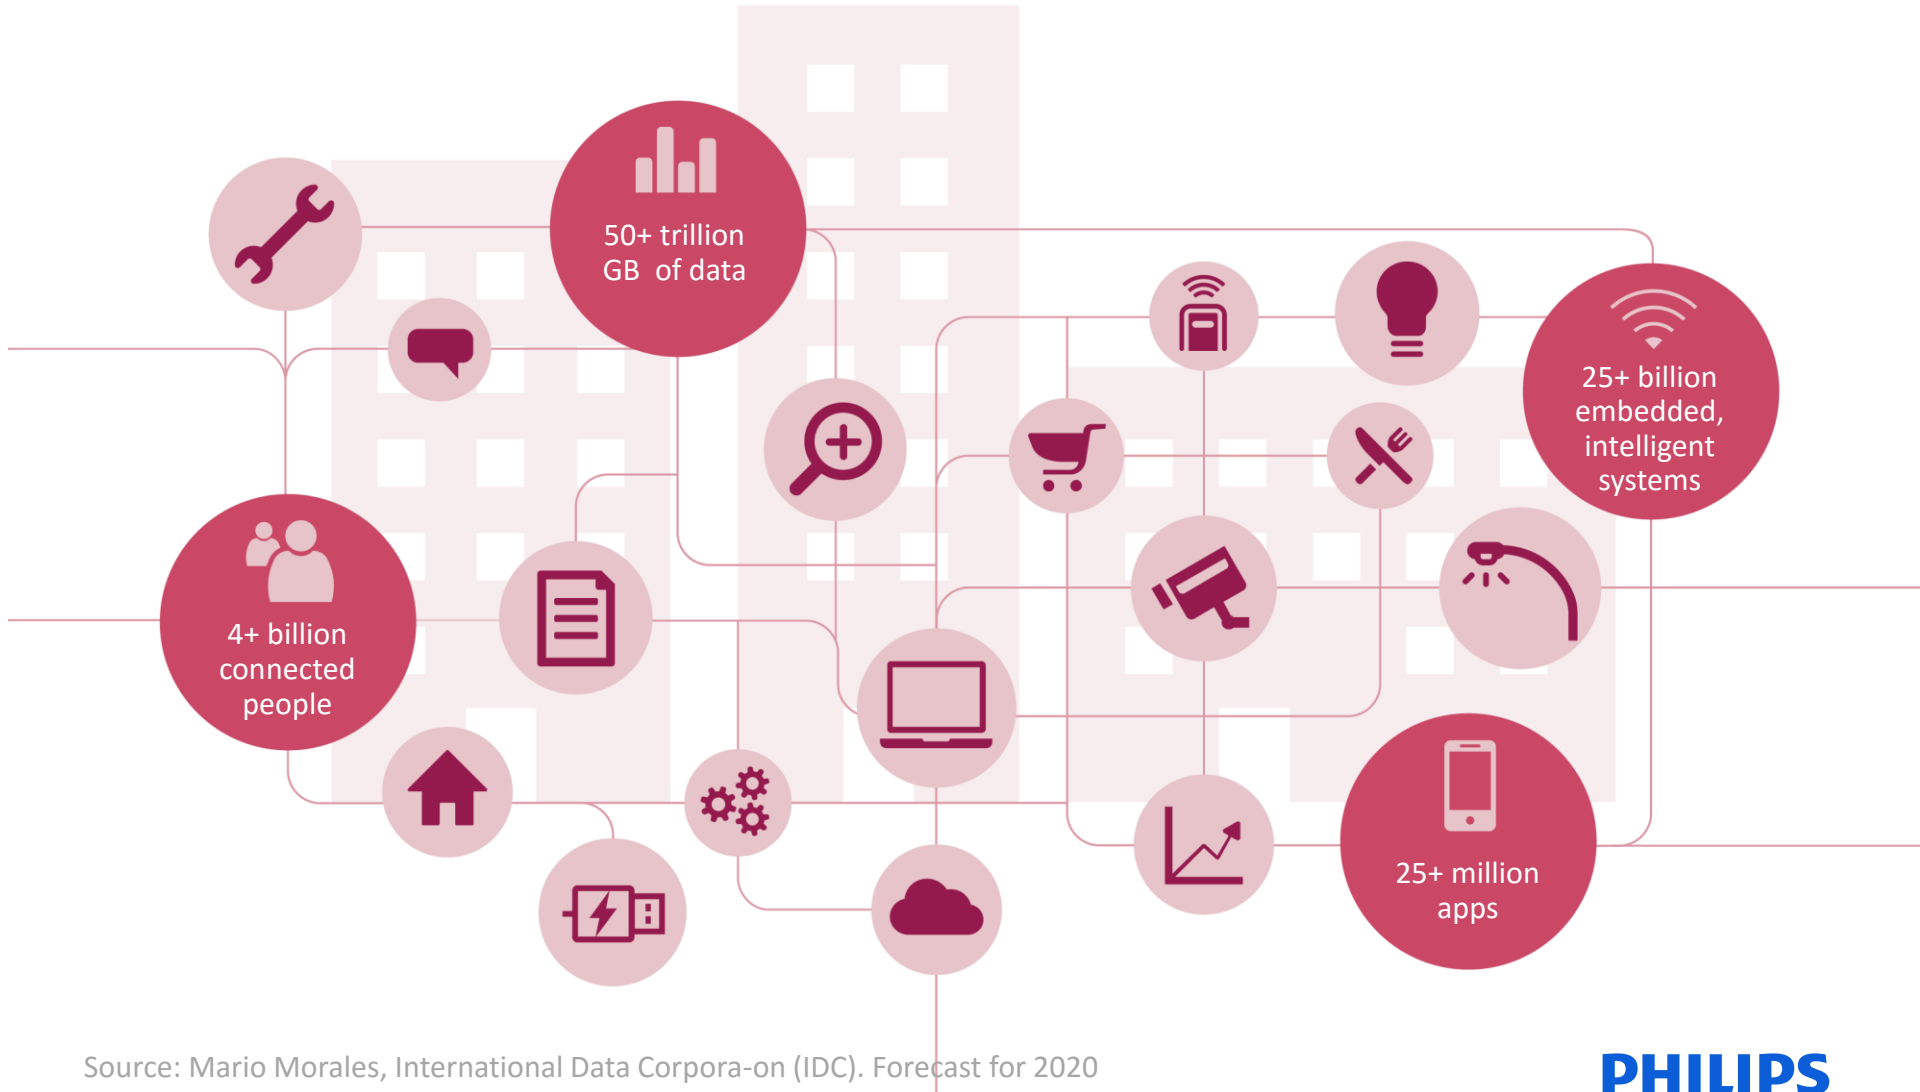 50+ trillion
GB of data
25+ billion
embedded,
intelligent
systems
4+ billion
connected
people
25+ million
apps
Source: Mario Morales, International Data Corpora-on (IDC). Forecast for 2020
PHILIPS